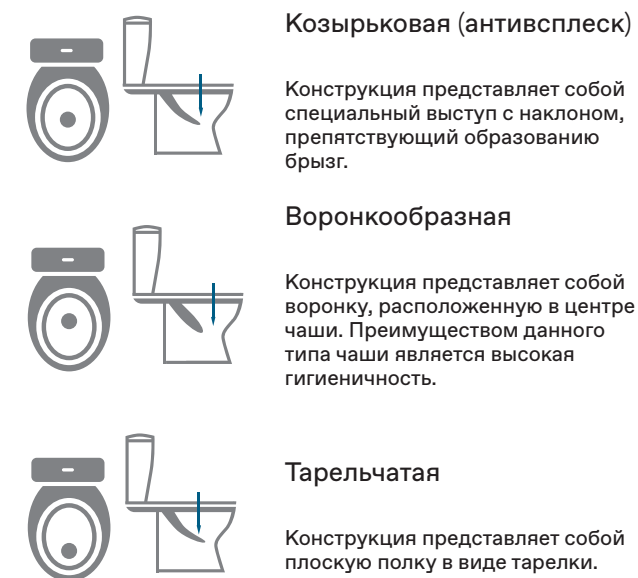 Козырьковая (антивсплеск)
Конструкция представляет собой
специальный выступ с наклоном,
препятствующий образованию
брызг.
Воронкообразная
Конструкция представляет собой
воронку, расположенную в центре
чаши. Преимуществом данного
типа чаши является высокая
гигиеничность.
Тарельчатая
Конструкция представляет собой
плоскую полку в виде тарелки.